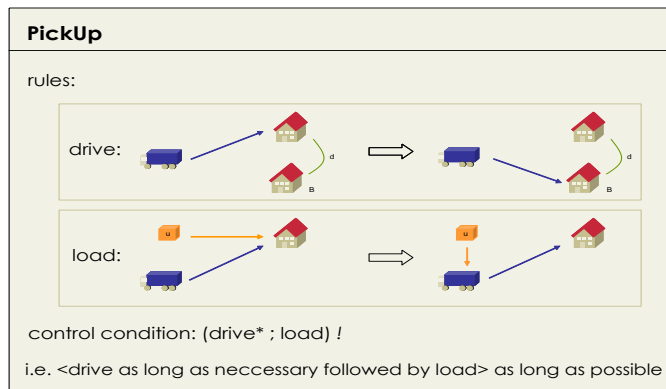 PickUp
rules:
d
drive:
B
d
B
u
u
load:
control condition: (drive* ; load) !
i.e. <drive as long as neccessary followed by load> as long as possible